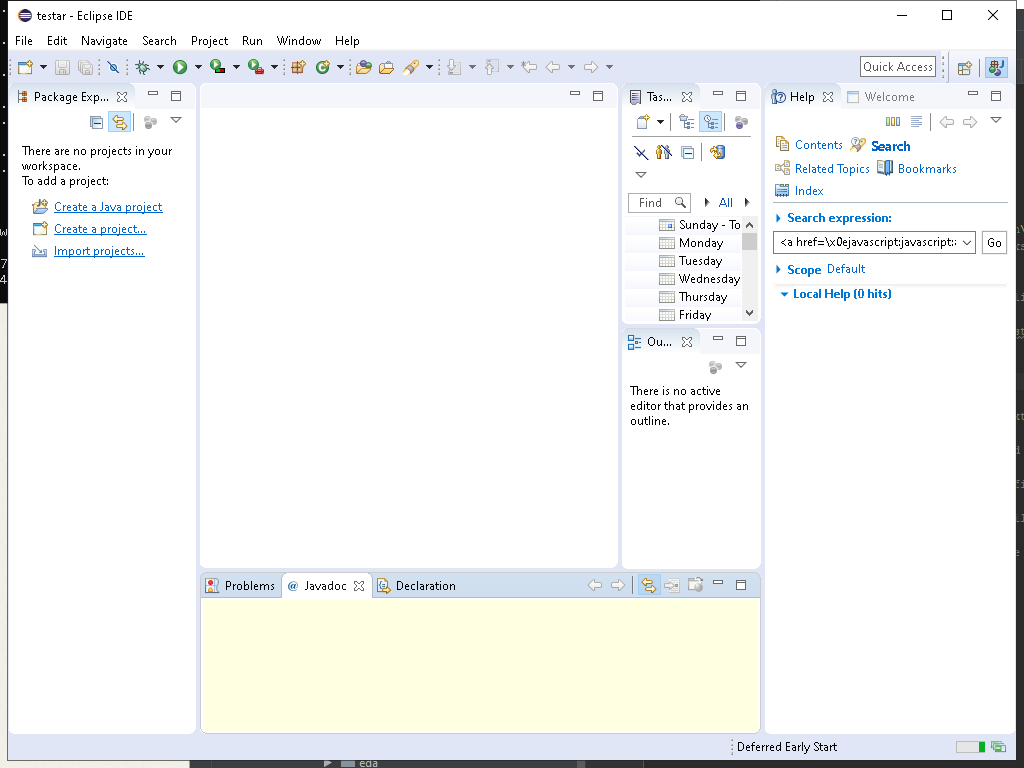 testar - Eclipse IDE
File Edit Navigate Search Project Run Window Help
Quick Access
Package Exp...
There are no projects in your
workspace.
To add a project:
Create a Java project
Create a project...
Import projects...
Tas...
Find
All
Sunday - To
Monday
Tuesday
Wednesday
Thursday
Friday
Ou...
There is no active
editor that provides an
outline.
Help Welcome
Contents Search
Related Topics Bookmarks
Index
Search expression:
<a href=\x0ejavascript:javascript:
Go
Scope Default
Local Help (0 hits)
Problems @ Javadoc Declaration
Deferred Early Start
eda